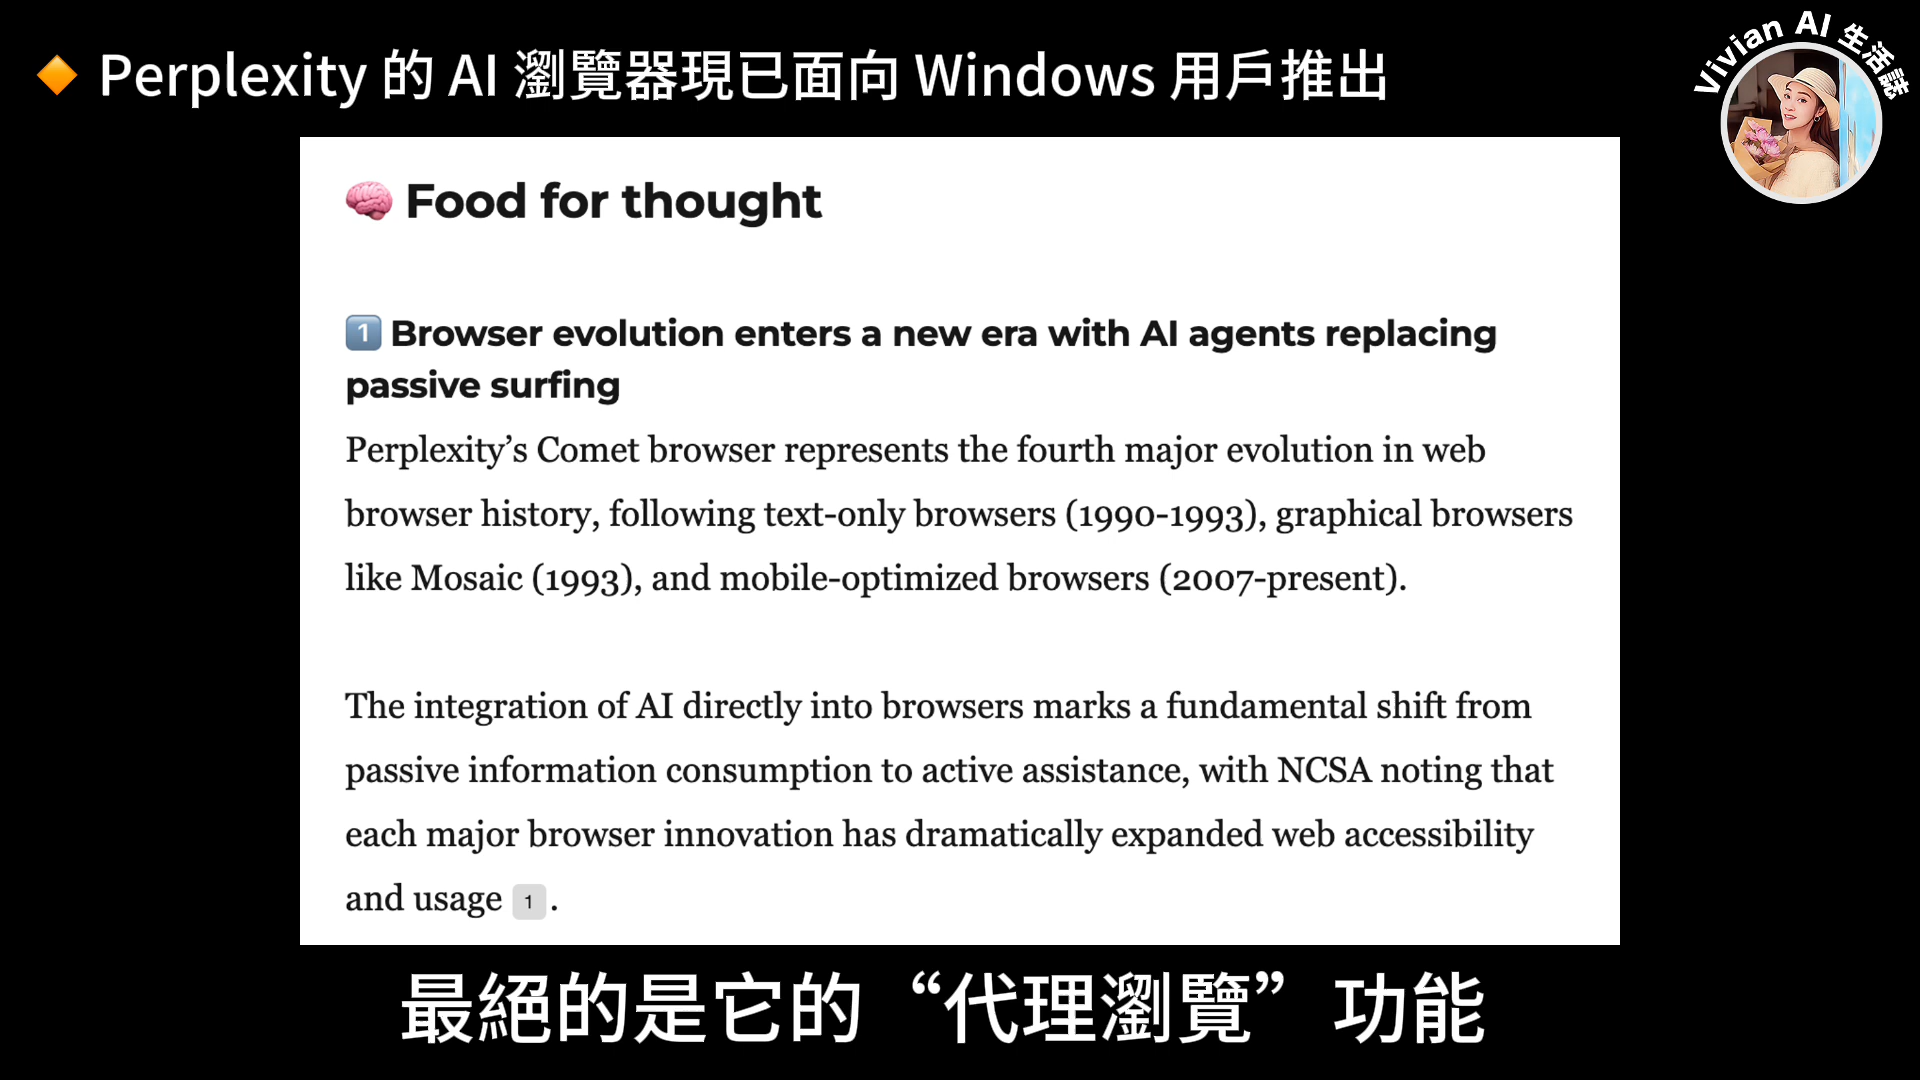 🔸 Perplexity 的 AI 瀏覽器現已面向 Windows 用戶推出
Vivian AI 生活誌
🧠 Food for thought
1️⃣ Browser evolution enters a new era with AI agents replacing
passive surfing
Perplexity’s Comet browser represents the fourth major evolution in web
browser history, following text-only browsers (1990-1993), graphical browsers
like Mosaic (1993), and mobile-optimized browsers (2007-present).
The integration of AI directly into browsers marks a fundamental shift from
passive information consumption to active assistance, with NCSA noting that
each major browser innovation has dramatically expanded web accessibility
and usage 1 .
最絕的是它的“代理瀏覽”功能